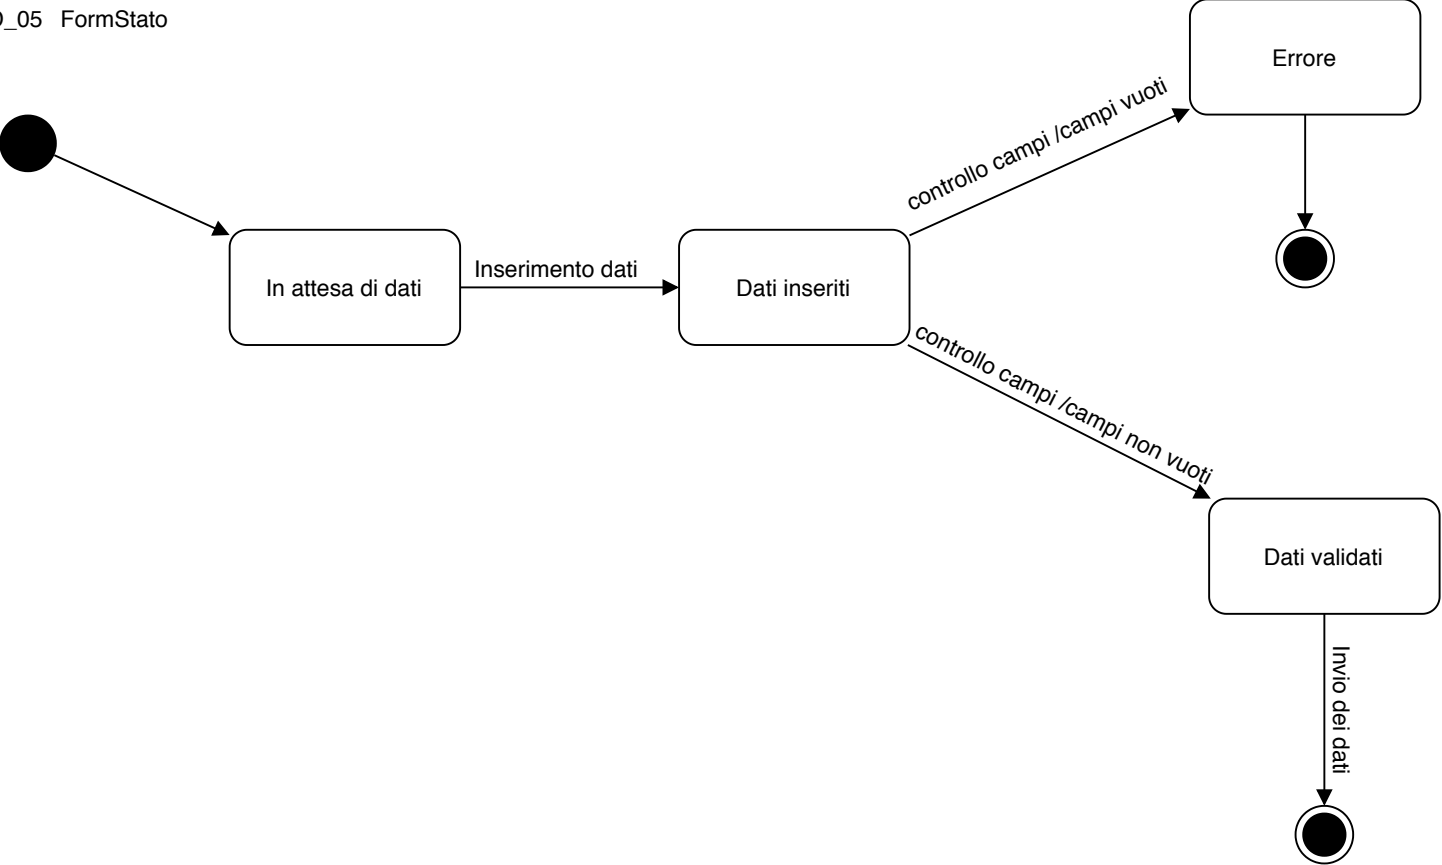 _05 FormStato
Errore
controllo campi /campi vuoti
In attesa di dati
Inserimento dati
Dati inseriti
controllo campi /campi non vuoti
Dati validati
Invio dei dati